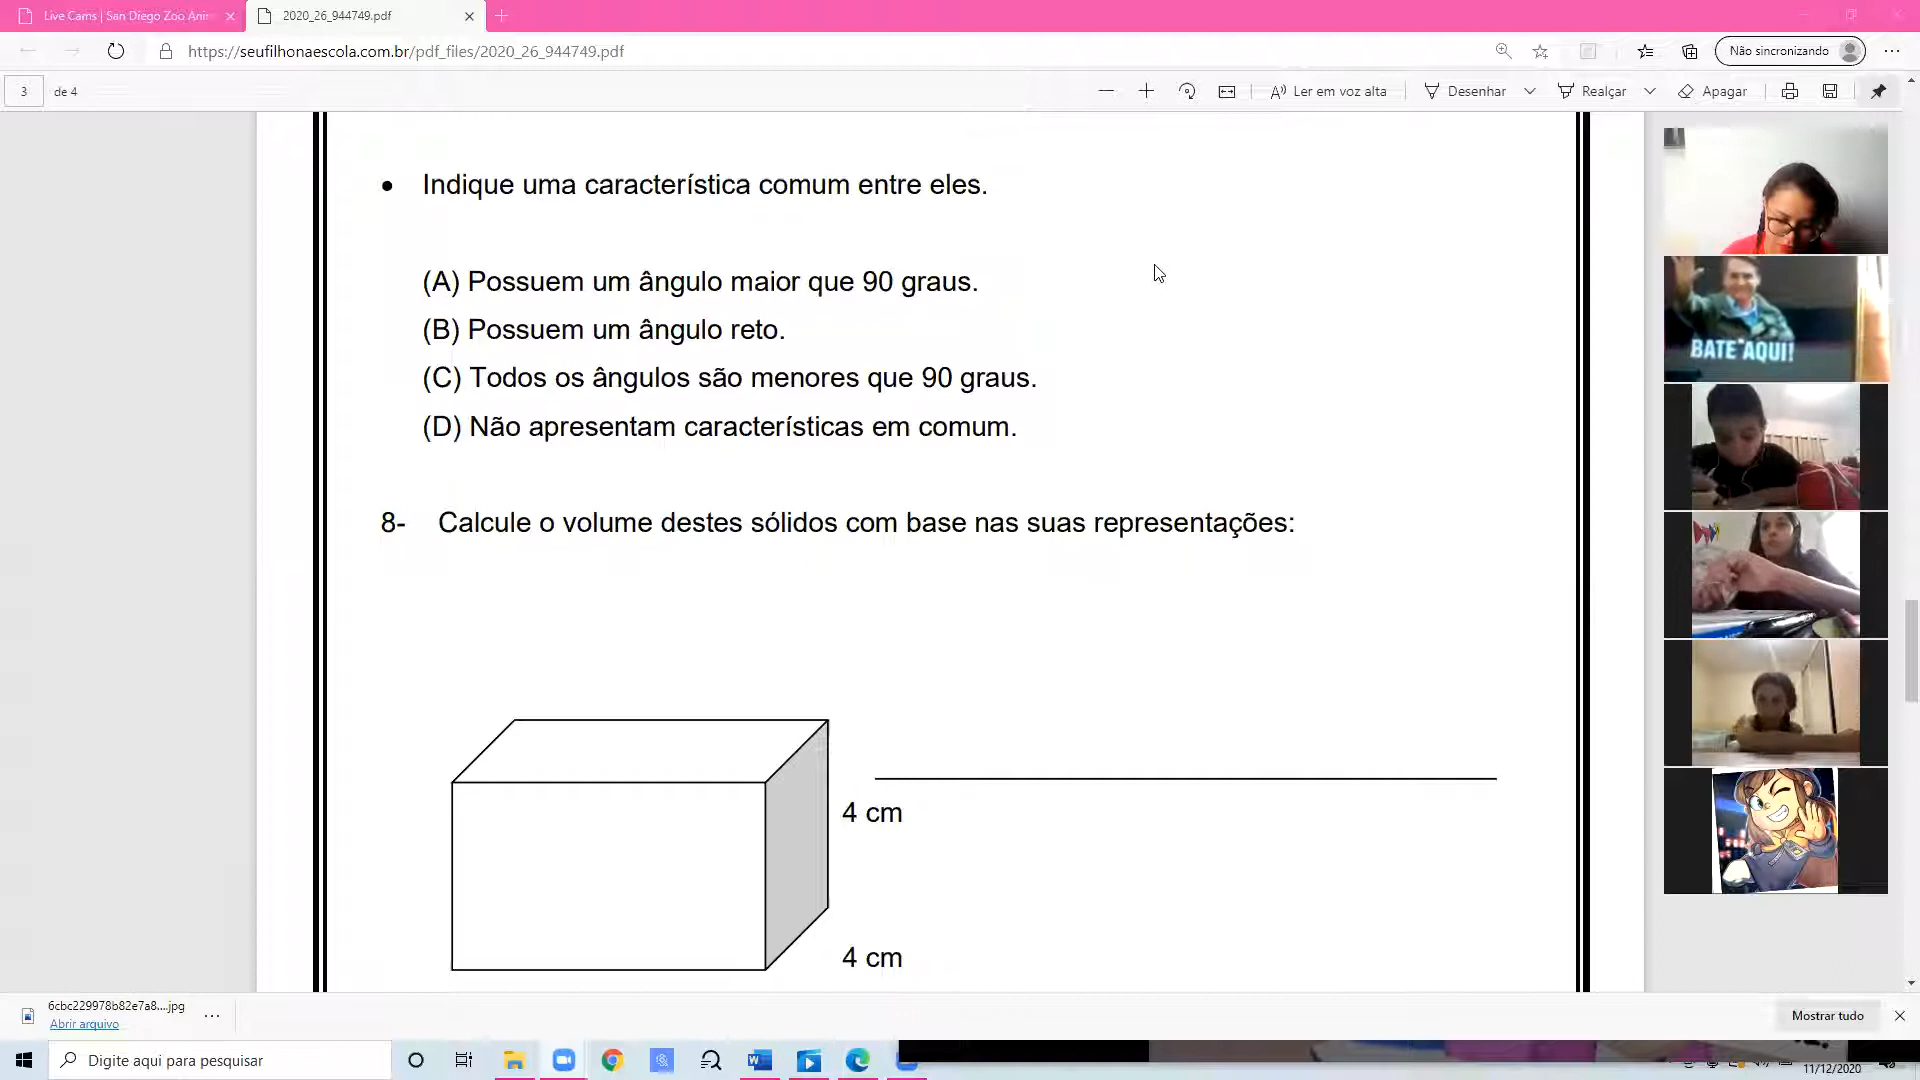 Live Cams | San Diego Zoo Ani
2020_26_944749.pdf
https://seufilhonaescola.com.br/pdf_files/2020_26_944749.pdf
Não sincronizando
3 de 4
Ler em voz alta
Desenhar
Realçar
Apagar
• Indique uma característica comum entre eles.
(A) Possuem um ângulo maior que 90 graus.
(B) Possuem um ângulo reto.
(C) Todos os ângulos são menores que 90 graus.
(D) Não apresentam características em comum.
8- Calcule o volume destes sólidos com base nas suas representações:
4 cm
4 cm
BATE AQUI!
6cbc229978b82e7a8....jpg
Abrir arquivo
Mostrar tudo
Digite aqui para pesquisar
11/12/2020